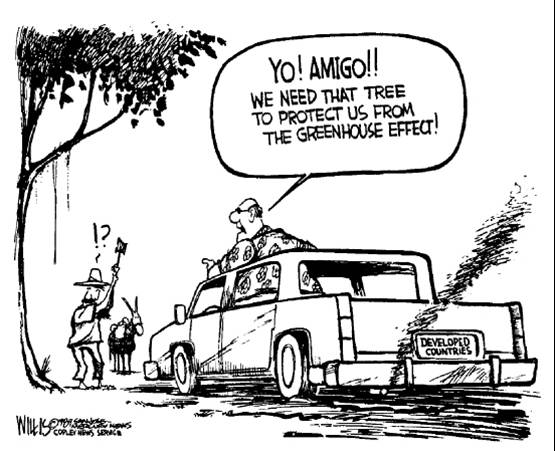 YO! AMIGO!!
WE NEED THAT TREE
TO PROTECT US FROM
THE GREENHOUSE EFFECT!
!?
DEVELOPED
COUNTRIES
WILLIS
COPLEY NEWS SERVICE